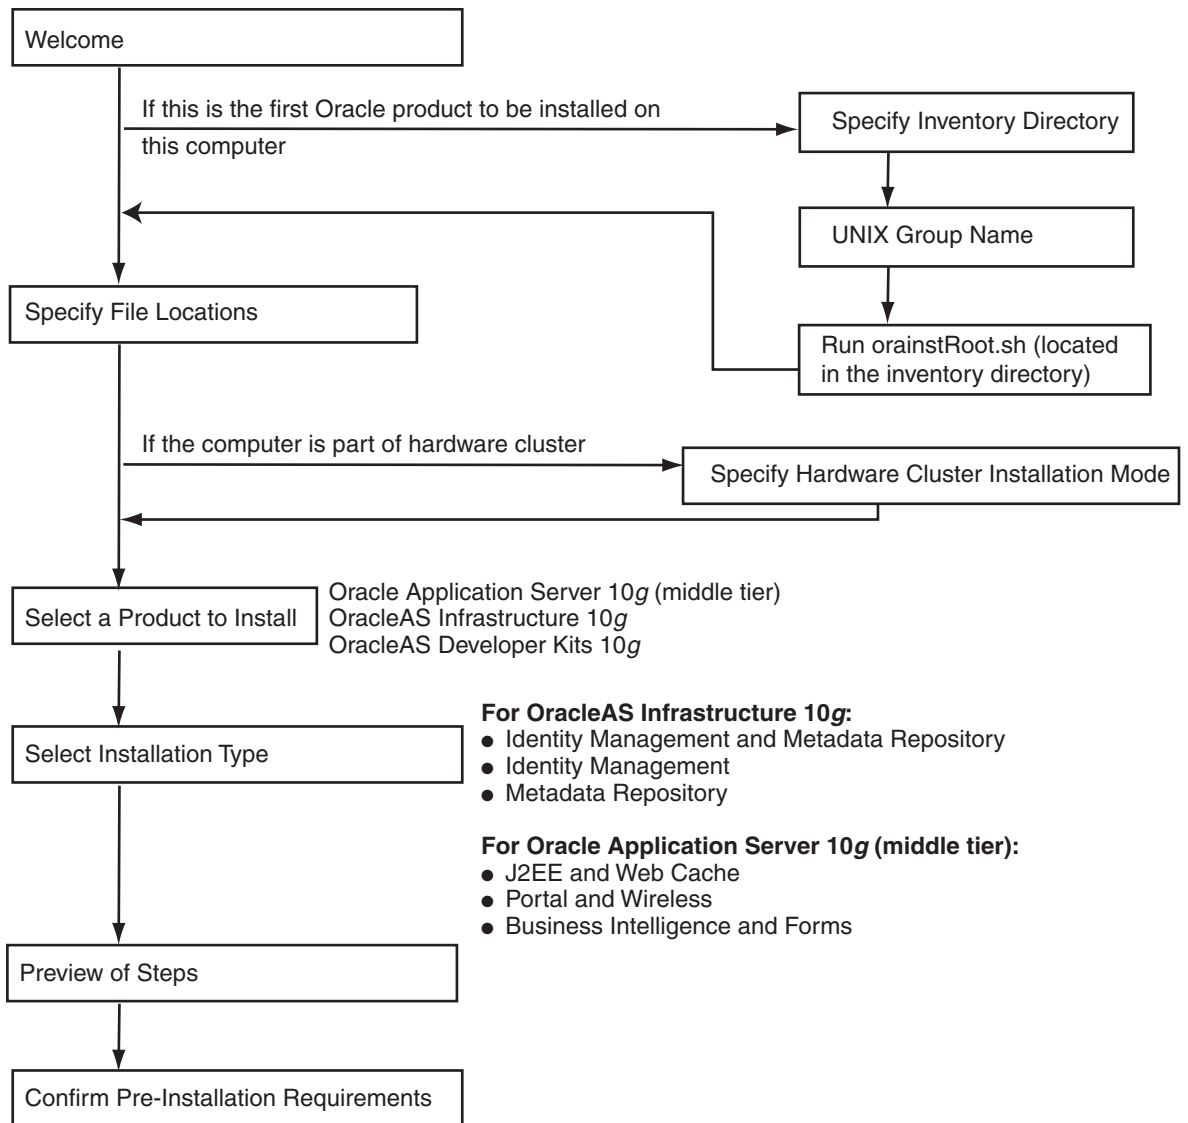 Welcome
If this is the first Oracle product to be installed on
this computer
Specify Inventory Directory
UNIX Group Name
Specify File Locations
Run orainstRoot.sh (located
in the inventory directory)
If the computer is part of hardware cluster
Specify Hardware Cluster Installation Mode
Select a Product to Install
Oracle Application Server 10g (middle tier)
OracleAS Infrastructure 10g
OracleAS Developer Kits 10g
Select Installation Type
For OracleAS Infrastructure 10g:
● Identity Management and Metadata Repository
● Identity Management
● Metadata Repository
For Oracle Application Server 10g (middle tier):
● J2EE and Web Cache
● Portal and Wireless
● Business Intelligence and Forms
Preview of Steps
Confirm Pre-Installation Requirements